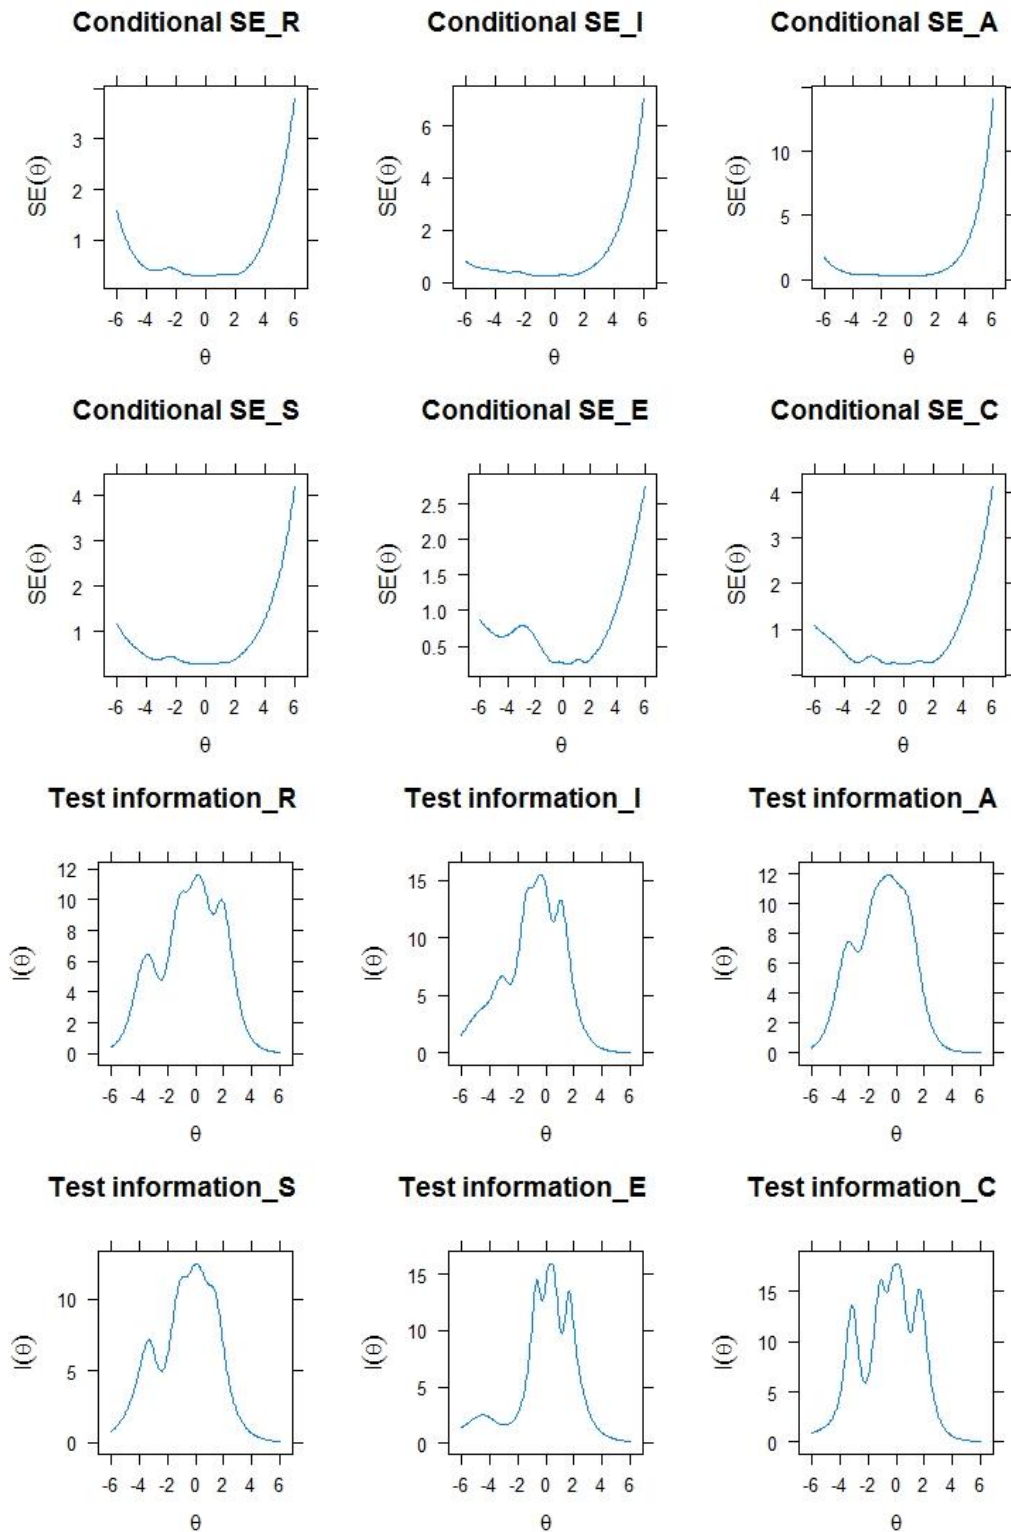 Conditional SE_R Conditional SE_I Conditional SE_A
3
2
1
SE(θ)
-6 -4 -2 0 2 4 6
θ
6
4
2
0
SE(θ)
-6 -4 -2 0 2 4 6
θ
10
5
0
SE(θ)
-6 -4 -2 0 2 4 6
θ
Conditional SE_S Conditional SE_E Conditional SE_C
4
3
2
1
SE(θ)
-6 -4 -2 0 2 4 6
θ
2.5
2.0
1.5
1.0
0.5
SE(θ)
-6 -4 -2 0 2 4 6
θ
4
3
2
1
SE(θ)
-6 -4 -2 0 2 4 6
θ
Test information_R Test information_I Test information_A
12
10
8
6
4
2
0
I(θ)
-6 -4 -2 0 2 4 6
θ
15
10
5
0
I(θ)
-6 -4 -2 0 2 4 6
θ
12
10
8
6
4
2
0
I(θ)
-6 -4 -2 0 2 4 6
θ
Test information_S Test information_E Test information_C
10
5
0
I(θ)
-6 -4 -2 0 2 4 6
θ
15
10
5
0
I(θ)
-6 -4 -2 0 2 4 6
θ
15
10
5
0
I(θ)
-6 -4 -2 0 2 4 6
θ